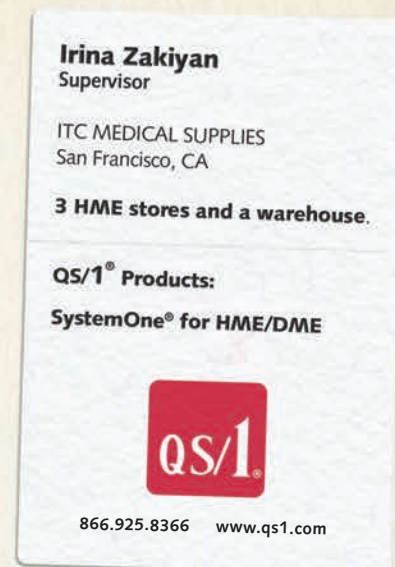 Irina Zakiyan
Supervisor
ITC MEDICAL SUPPLIES
San Francisco, CA
3 HME stores and a warehouse.
QS/1® Products:
SystemOne® for HME/DME
QS/1®
866.925.8366 www.qs1.com